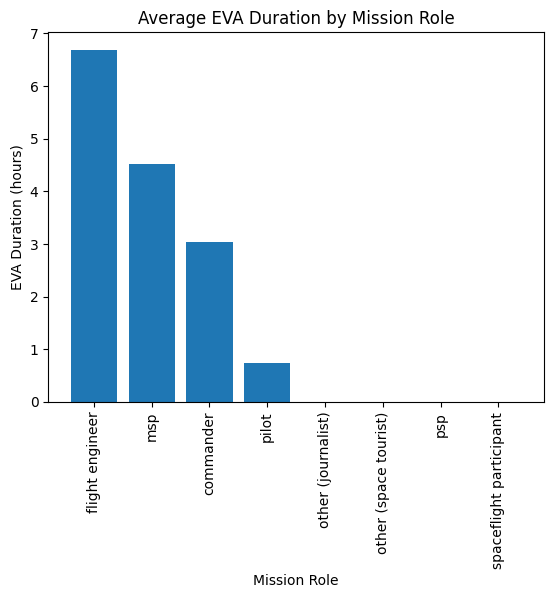 Average EVA Duration by Mission Role
EVA Duration (hours)
7
6
5
4
3
2
1
0
flight engineer
msp
commander
pilot
other (journalist)
other (space tourist)
psp
spaceflight participant
Mission Role